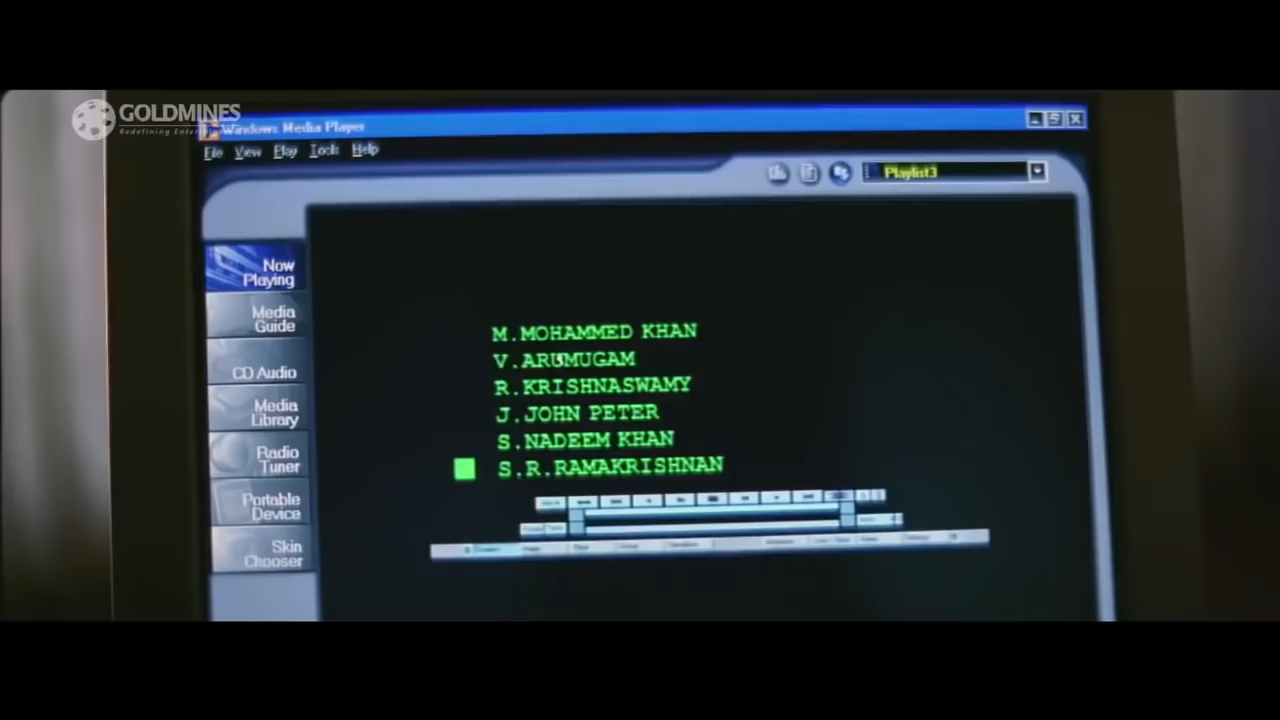 GOLDMINES
Redefining
Windows Media Player
File View Play Tools Help
Playlist3
Now Playing
Media Guide
CD Audio
Media Library
Radio Tuner
Portable Device
Skin Chooser
M.MOHAMMED KHAN
V.ARUMUGAM
R.KRISHNASWAMY
J.JOHN PETER
S.NADEEM KHAN
S.R.RAMAKRISHNAN